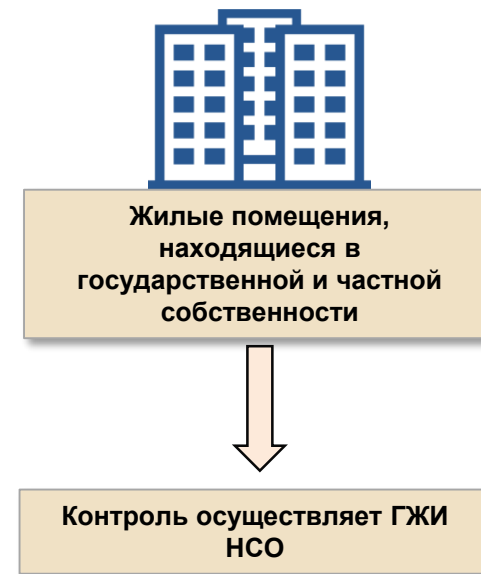 Жилые помещения,
находящиеся в
государственной и частной
собственности
Контроль осуществляет ГЖИ
НСО